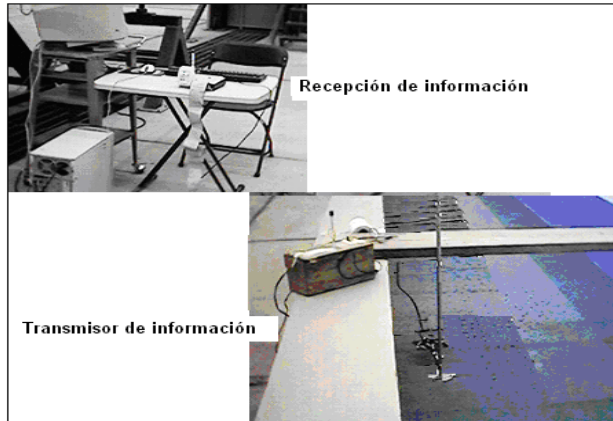 Recepción de información
Transmisor de información